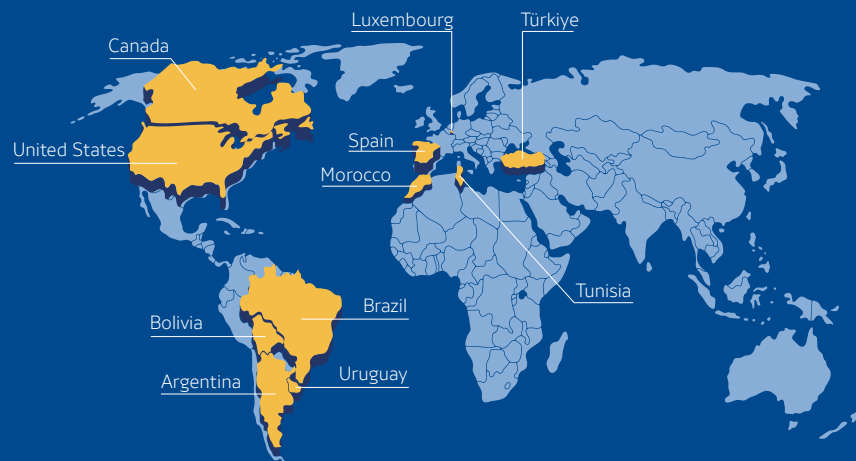 Luxembourg
Türkiye
Canada
Spain
United States
Morocco
Tunisia
Brazil
Bolivia
Uruguay
Argentina